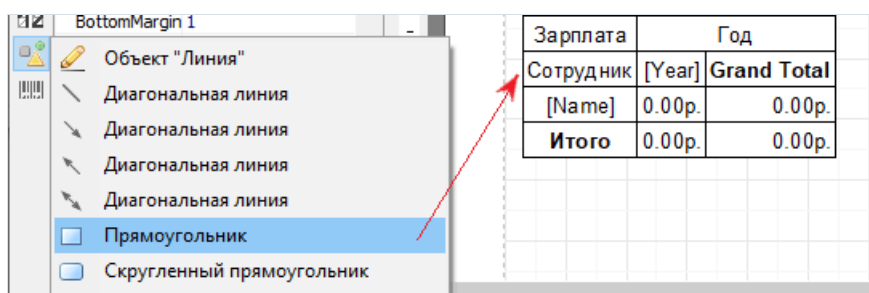 BottomMargin 1
Объект "Линия"
Диагональная линия
Диагональная линия
Диагональная линия
Диагональная линия
Прямоугольник
Скругленный прямоугольник
Зарплата Год
Сотрудник [Year] Grand Total
[Name] 0.00р. 0.00р.
Итого 0.00р. 0.00р.